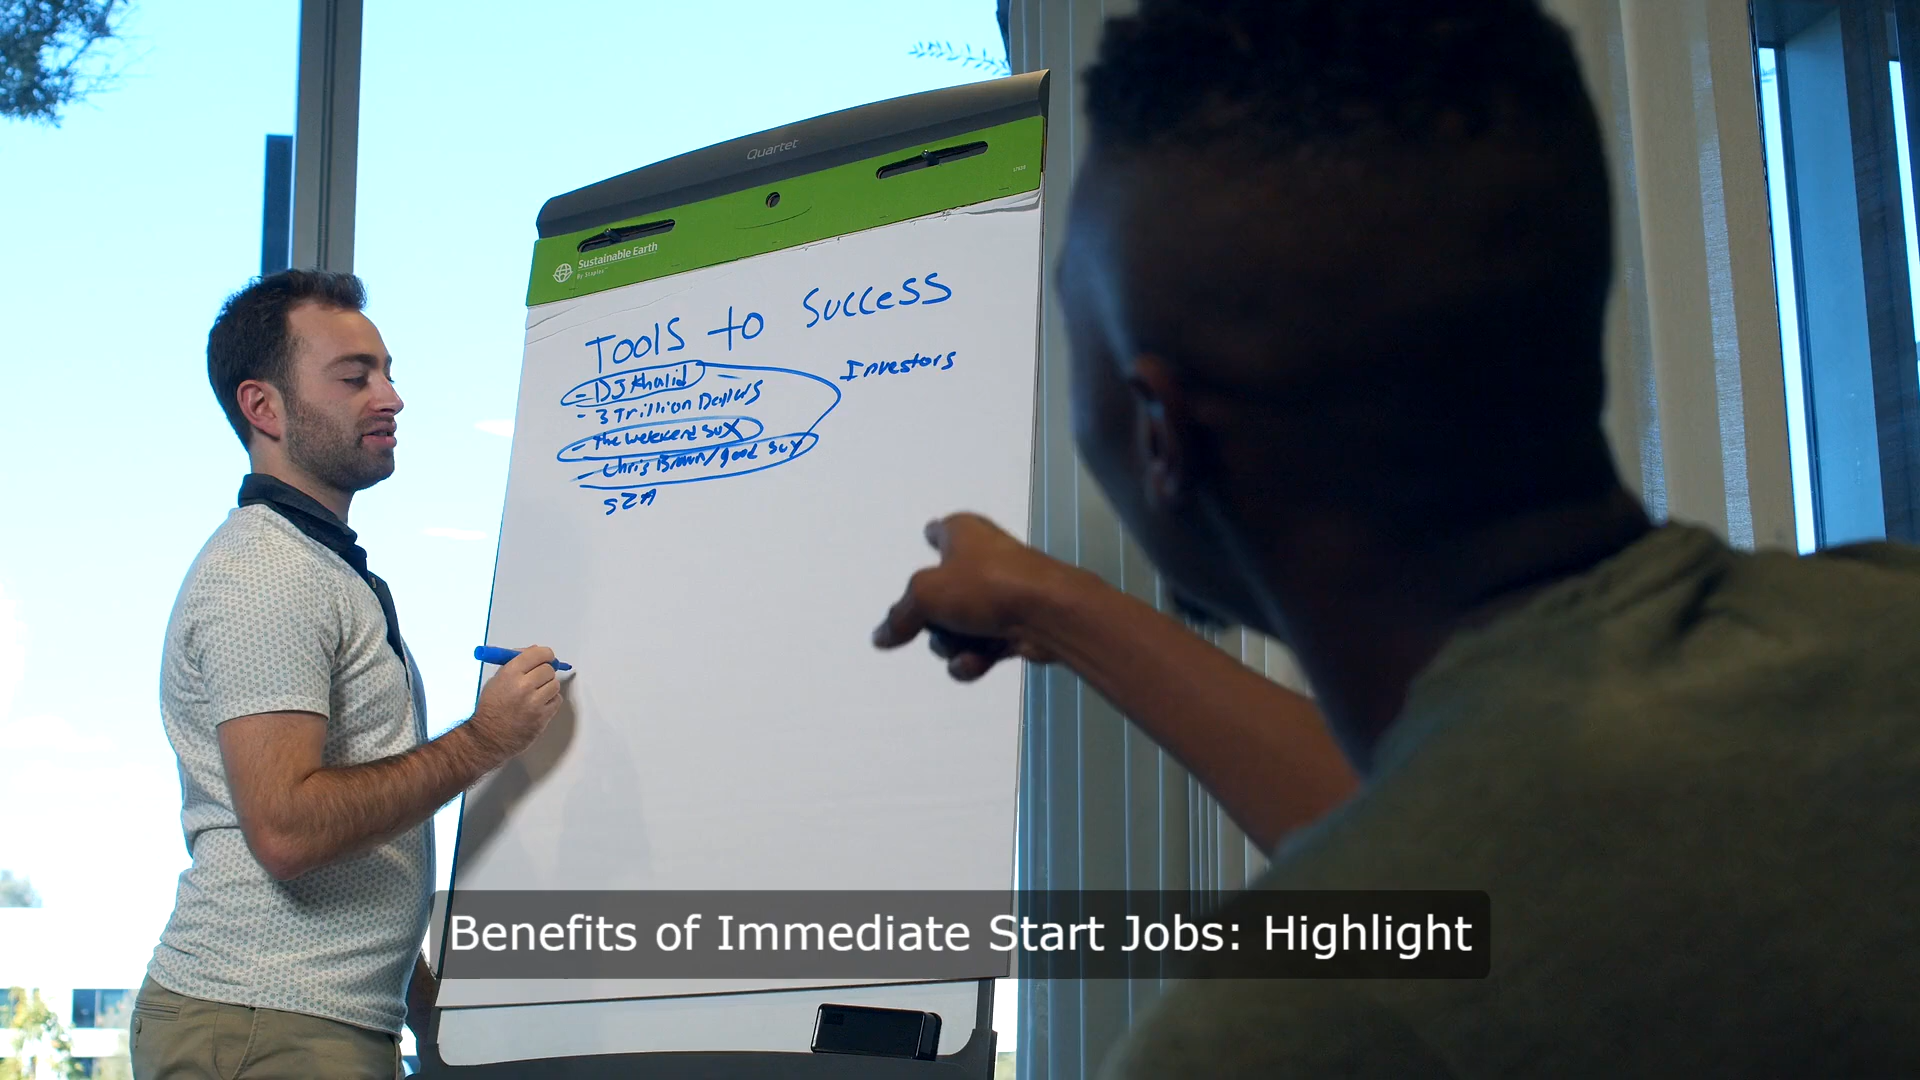 Quartet
Sustainable Earth
By Staples
Tools to Success
Investors
- DJ Khalid
- 3 Trillion Dollars
- the weekend sux
- Chris Brown/good sux
SZA
Benefits of Immediate Start Jobs: Highlight